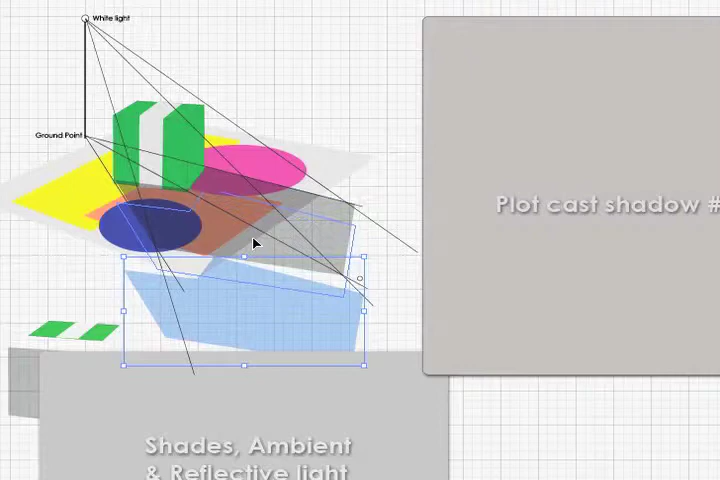 White light
Ground Point
Plot cast shadow #
Shades, Ambient
& Reflective light